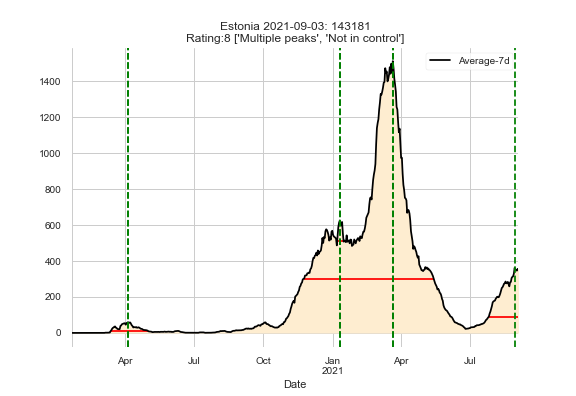 Estonia 2021-09-03: 143181
Rating:8 ['Multiple peaks', 'Not in control']
Average-7d
1400
1200
1000
800
600
400
200
0
Apr Jul Oct Jan Apr Jul
2021
Date